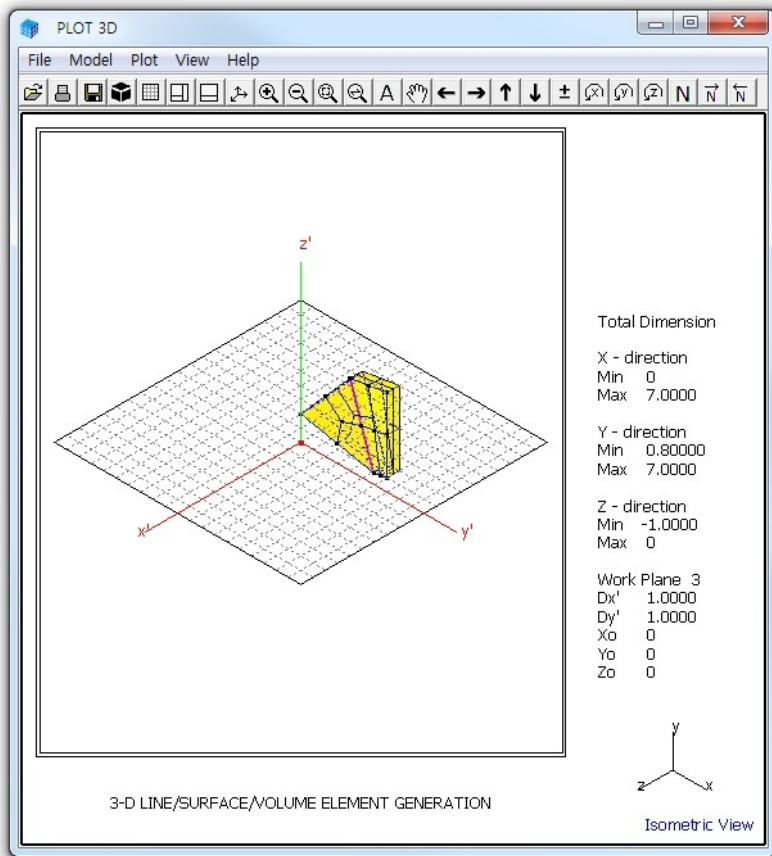 PLOT 3D
File Model Plot View Help
A X Y Z N N N
z'
x'
y'
Total Dimension
X - direction
Min 0
Max 7.0000
Y - direction
Min 0.80000
Max 7.0000
Z - direction
Min -1.0000
Max 0
Work Plane 3
Dx' 1.0000
Dy' 1.0000
Xo 0
Yo 0
Zo 0
y
z
x
3-D LINE/SURFACE/VOLUME ELEMENT GENERATION
Isometric View